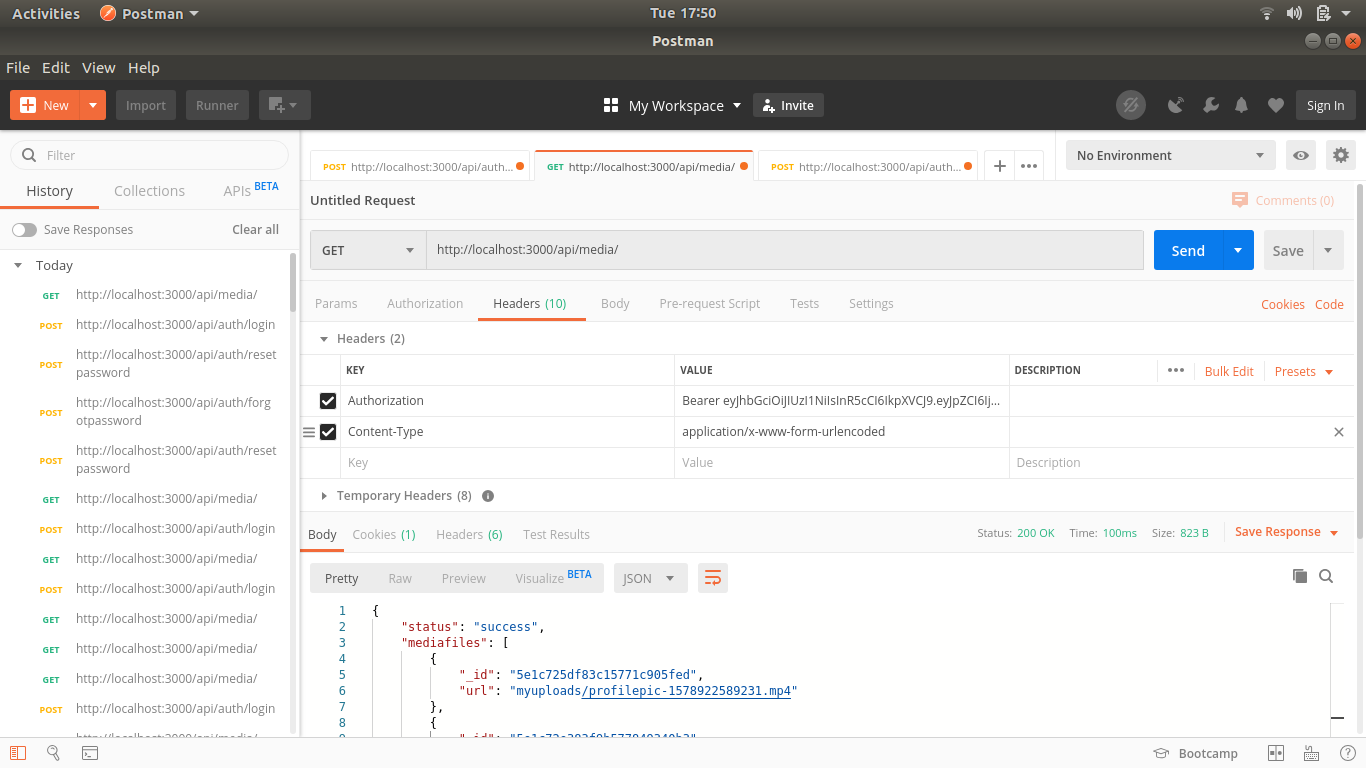 Activities Postman Tue 17:50
Postman
File Edit View Help
New Import Runner My Workspace Invite Sign In
Filter
History Collections APIs BETA
Save Responses Clear all
Today
GET http://localhost:3000/api/media/
POST http://localhost:3000/api/auth/login
POST http://localhost:3000/api/auth/reset
password
POST http://localhost:3000/api/auth/forg
otpassword
POST http://localhost:3000/api/auth/reset
password
GET http://localhost:3000/api/media/
POST http://localhost:3000/api/auth/login
GET http://localhost:3000/api/media/
POST http://localhost:3000/api/auth/login
GET http://localhost:3000/api/media/
GET http://localhost:3000/api/media/
GET http://localhost:3000/api/media/
POST http://localhost:3000/api/auth/login
http://localhost:3000/api/media/
POST http://localhost:3000/api/auth... GET http://localhost:3000/api/media/ POST http://localhost:3000/api/auth... No Environment
Untitled Request Comments (0)
GET http://localhost:3000/api/media/ Send Save
Params Authorization Headers (10) Body Pre-request Script Tests Settings Cookies Code
Headers (2)
KEY VALUE DESCRIPTION Bulk Edit Presets
Authorization Bearer eyJhbGciOiJIUzI1NiIsInR5cCI6IkpXVCJ9.eyJpZCI6Ij...
Content-Type application/x-www-form-urlencoded
Key Value Description
Temporary Headers (8)
Body Cookies (1) Headers (6) Test Results Status: 200 OK Time: 100ms Size: 823 B Save Response
Pretty Raw Preview Visualize BETA JSON
1 {
2 "status": "success",
3 "mediafiles": [
4 {
5 "_id": "5e1c725df83c15771c905fed",
6 "url": "myuploads/profilepic-1578922589231.mp4"
7 },
8 {
Bootcamp